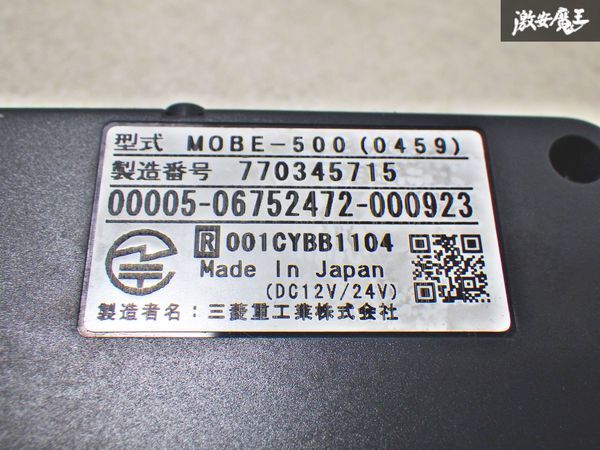 激安魔王
型式 MOBE-500(0459)
製造番号 770345715
00005-06752472-000923
R 001CYBB1104
Made In Japan
(DC12V/24V)
製造者名：三菱重工業株式会社